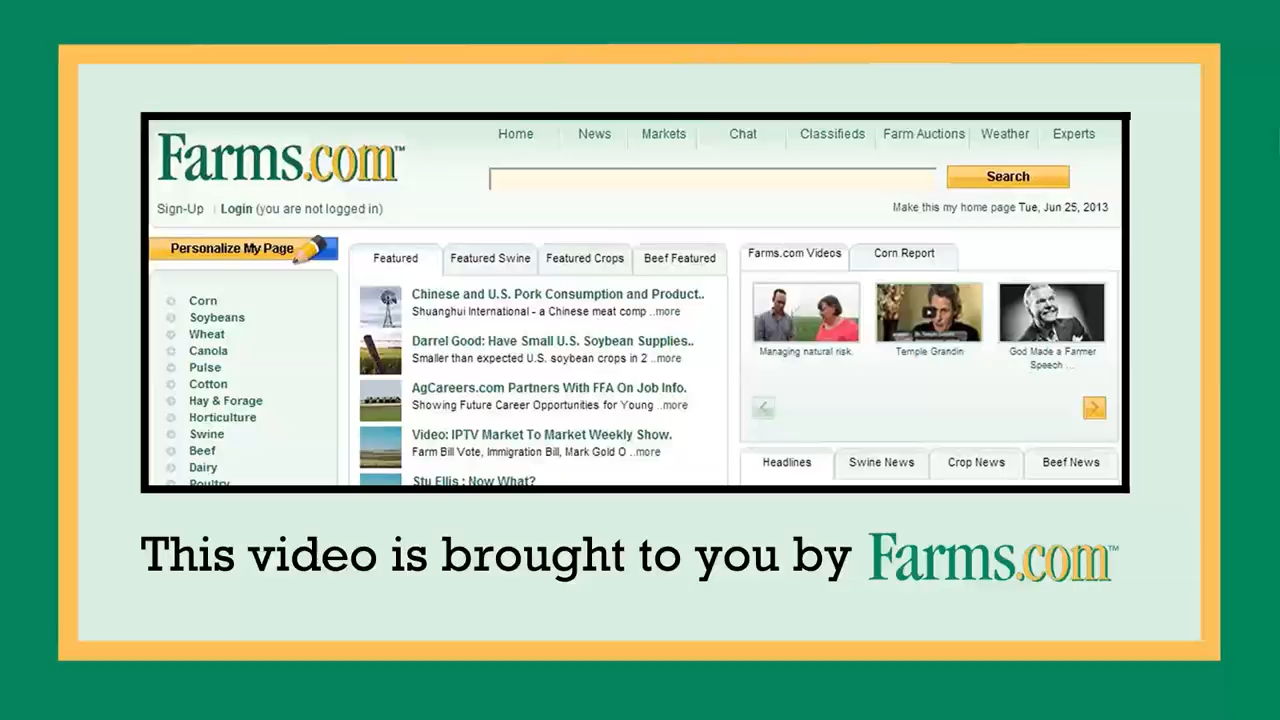 Farms.com™
Home News Markets Chat Classifieds Farm Auctions Weather Experts
Search
Sign-Up Login (you are not logged in)
Make this my home page Tue, Jun 25, 2013
Personalize My Page
Corn
Soybeans
Wheat
Canola
Pulse
Cotton
Hay & Forage
Horticulture
Swine
Beef
Dairy
Poultry
Featured Featured Swine Featured Crops Beef Featured
Chinese and U.S. Pork Consumption and Product..
Shuanghui International - a Chinese meat comp ..more
Darrel Good: Have Small U.S. Soybean Supplies..
Smaller than expected U.S. soybean crops in 2 ..more
AgCareers.com Partners With FFA On Job Info.
Showing Future Career Opportunities for Young ..more
Video: IPTV Market To Market Weekly Show.
Farm Bill Vote, Immigration Bill, Mark Gold O ..more
Stu Ellis : Now What?
Farms.com Videos Corn Report
Managing natural risk.
Temple Grandin
God Made a Farmer
Speech ...
Headlines Swine News Crop News Beef News
This video is brought to you by Farms.com™